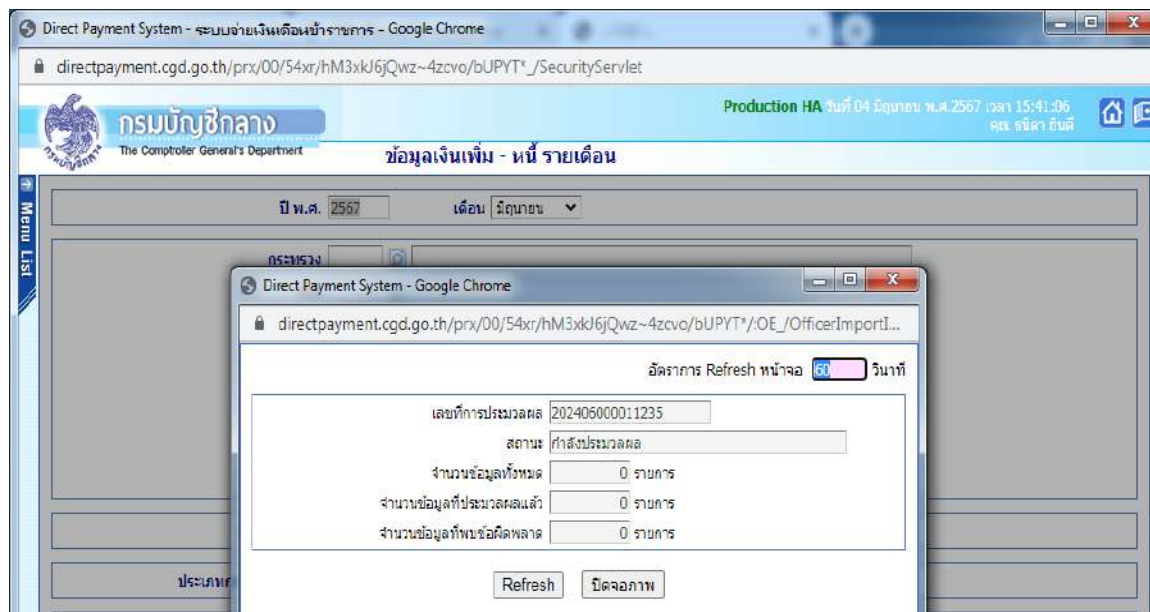 Direct Payment System - ระบบจ่ายเงินเดือนข้าราชการ - Google Chrome
directpayment.cgd.go.th/prx/00/54xr/hM3xkJ6jQwz~4zcvo/bUPYT*_/SecurityServlet
กรมบัญชีกลาง
The Comptroller General's Department
Production HA วันที่ 04 มิถุนายน พ.ศ.2567 เวลา 15:41:06
คุณ ธนิดา ยินดี
ข้อมูลเงินเพิ่ม - หนี้ รายเดือน
Menu List
ปี พ.ศ. 2567 เดือน มิถุนายน
กระทรวง
Direct Payment System - Google Chrome
directpayment.cgd.go.th/prx/00/54xr/hM3xkJ6jQwz~4zcvo/bUPYT*/:OE_/OfficerImportI...
อัตราการ Refresh หน้าจอ 60 วินาที
เลขที่การประมวลผล 202406000011235
สถานะ กำลังประมวลผล
จำนวนข้อมูลทั้งหมด 0 รายการ
จำนวนข้อมูลที่ประมวลผลแล้ว 0 รายการ
จำนวนข้อมูลที่พบข้อผิดพลาด 0 รายการ
Refresh ปิดจอภาพ